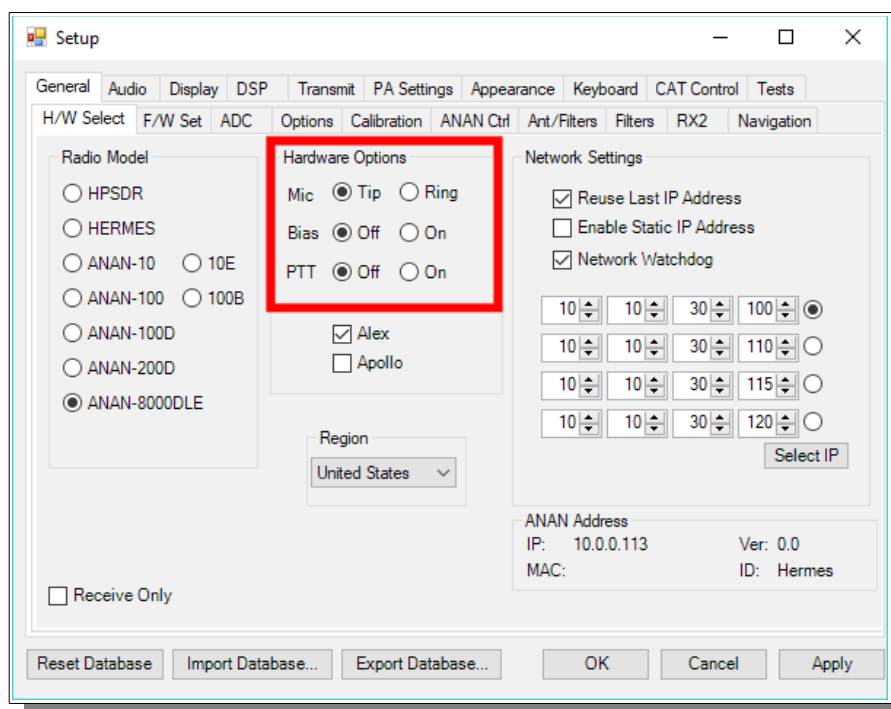 Setup
General Audio Display DSP Transmit PA Settings Appearance Keyboard CAT Control Tests
H/W Select F/W Set ADC Options Calibration ANAN Ctrl Ant/Filters Filters RX2 Navigation
Radio Model
HPSDR
HERMES
ANAN-10 10E
ANAN-100 100B
ANAN-100D
ANAN-200D
ANAN-8000DLE
Hardware Options
Mic Tip Ring
Bias Off On
PTT Off On
Alex
Apollo
Region
United States
Network Settings
Reuse Last IP Address
Enable Static IP Address
Network Watchdog
10 10 30 100
10 10 30 110
10 10 30 115
10 10 30 120
Select IP
ANAN Address
IP: 10.0.0.113 Ver: 0.0
MAC: ID: Hermes
Receive Only
Reset Database Import Database... Export Database... OK Cancel Apply